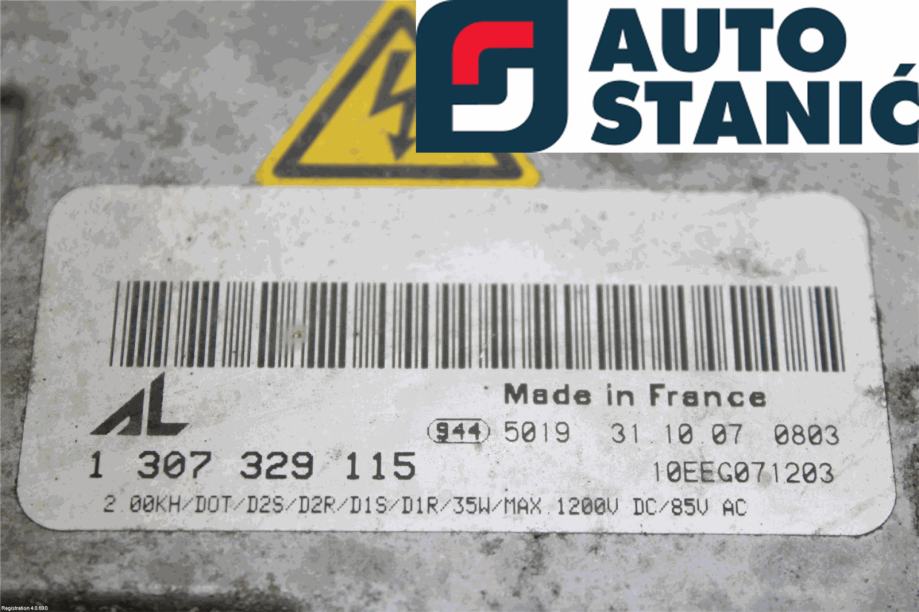 AUTO
STANIĆ
AL
Made in France
944 5019 31.10.07 0803
1 307 329 115
10EEG071203
2.00KH/DOT/D2S/D2R/D1S/D1R/35W/MAX.1200V DC/85V AC